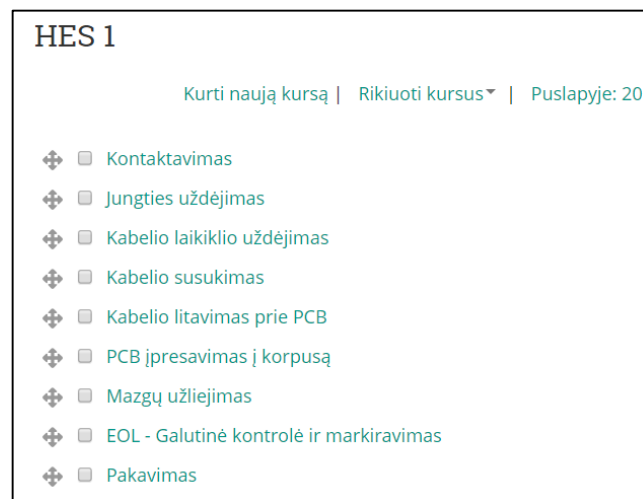 HES 1
Kurti naują kursą | Rikiuoti kursus | Puslapyje: 20
Kontaktavimas
Jungties uždėjimas
Kabelio laikiklio uždėjimas
Kabelio susukimas
Kabelio litavimas prie PCB
PCB įpresavimas į korpusą
Mazgų užliejimas
EOL - Galutinė kontrolė ir markiravimas
Pakavimas